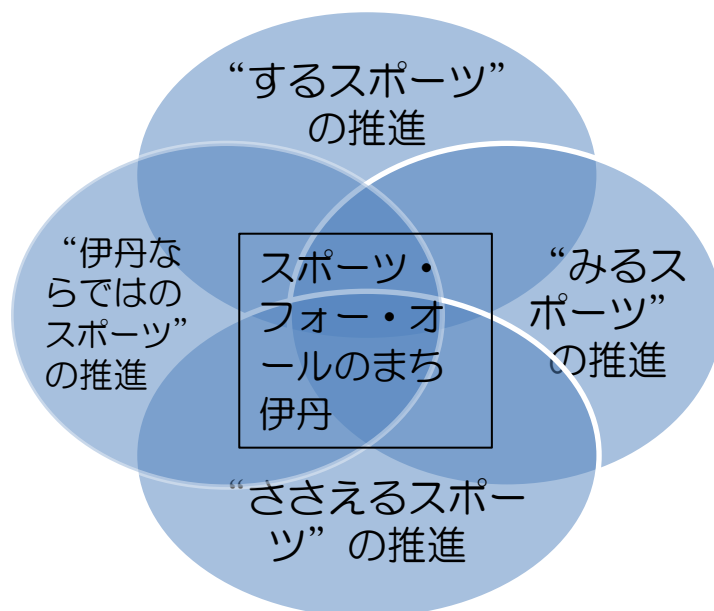 “するスポーツ”
の推進
“伊丹な
らではの
スポーツ”
の推進
スポーツ・
フォー・オ
ールのまち
伊丹
“みるス
ポーツ”
の推進
“ささえるスポー
ツ”の推進